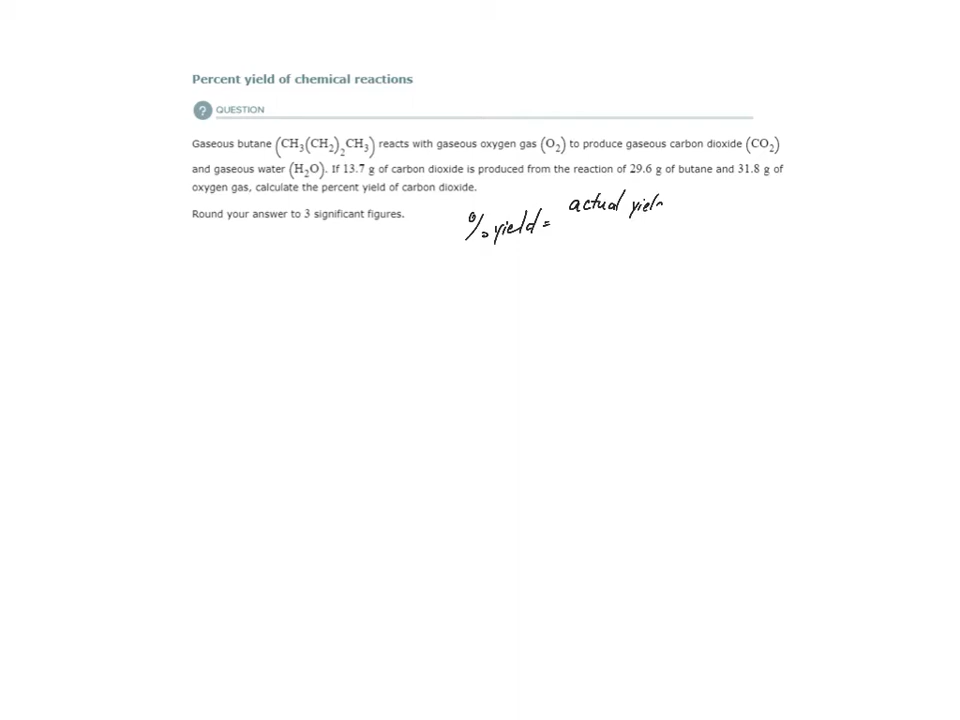 Percent yield of chemical reactions
? QUESTION
Gaseous butane (CH₃(CH₂)₂CH₃) reacts with gaseous oxygen gas (O₂) to produce gaseous carbon dioxide (CO₂)
and gaseous water (H₂O). If 13.7 g of carbon dioxide is produced from the reaction of 29.6 g of butane and 31.8 g of
oxygen gas, calculate the percent yield of carbon dioxide.
Round your answer to 3 significant figures.
% yield = actual